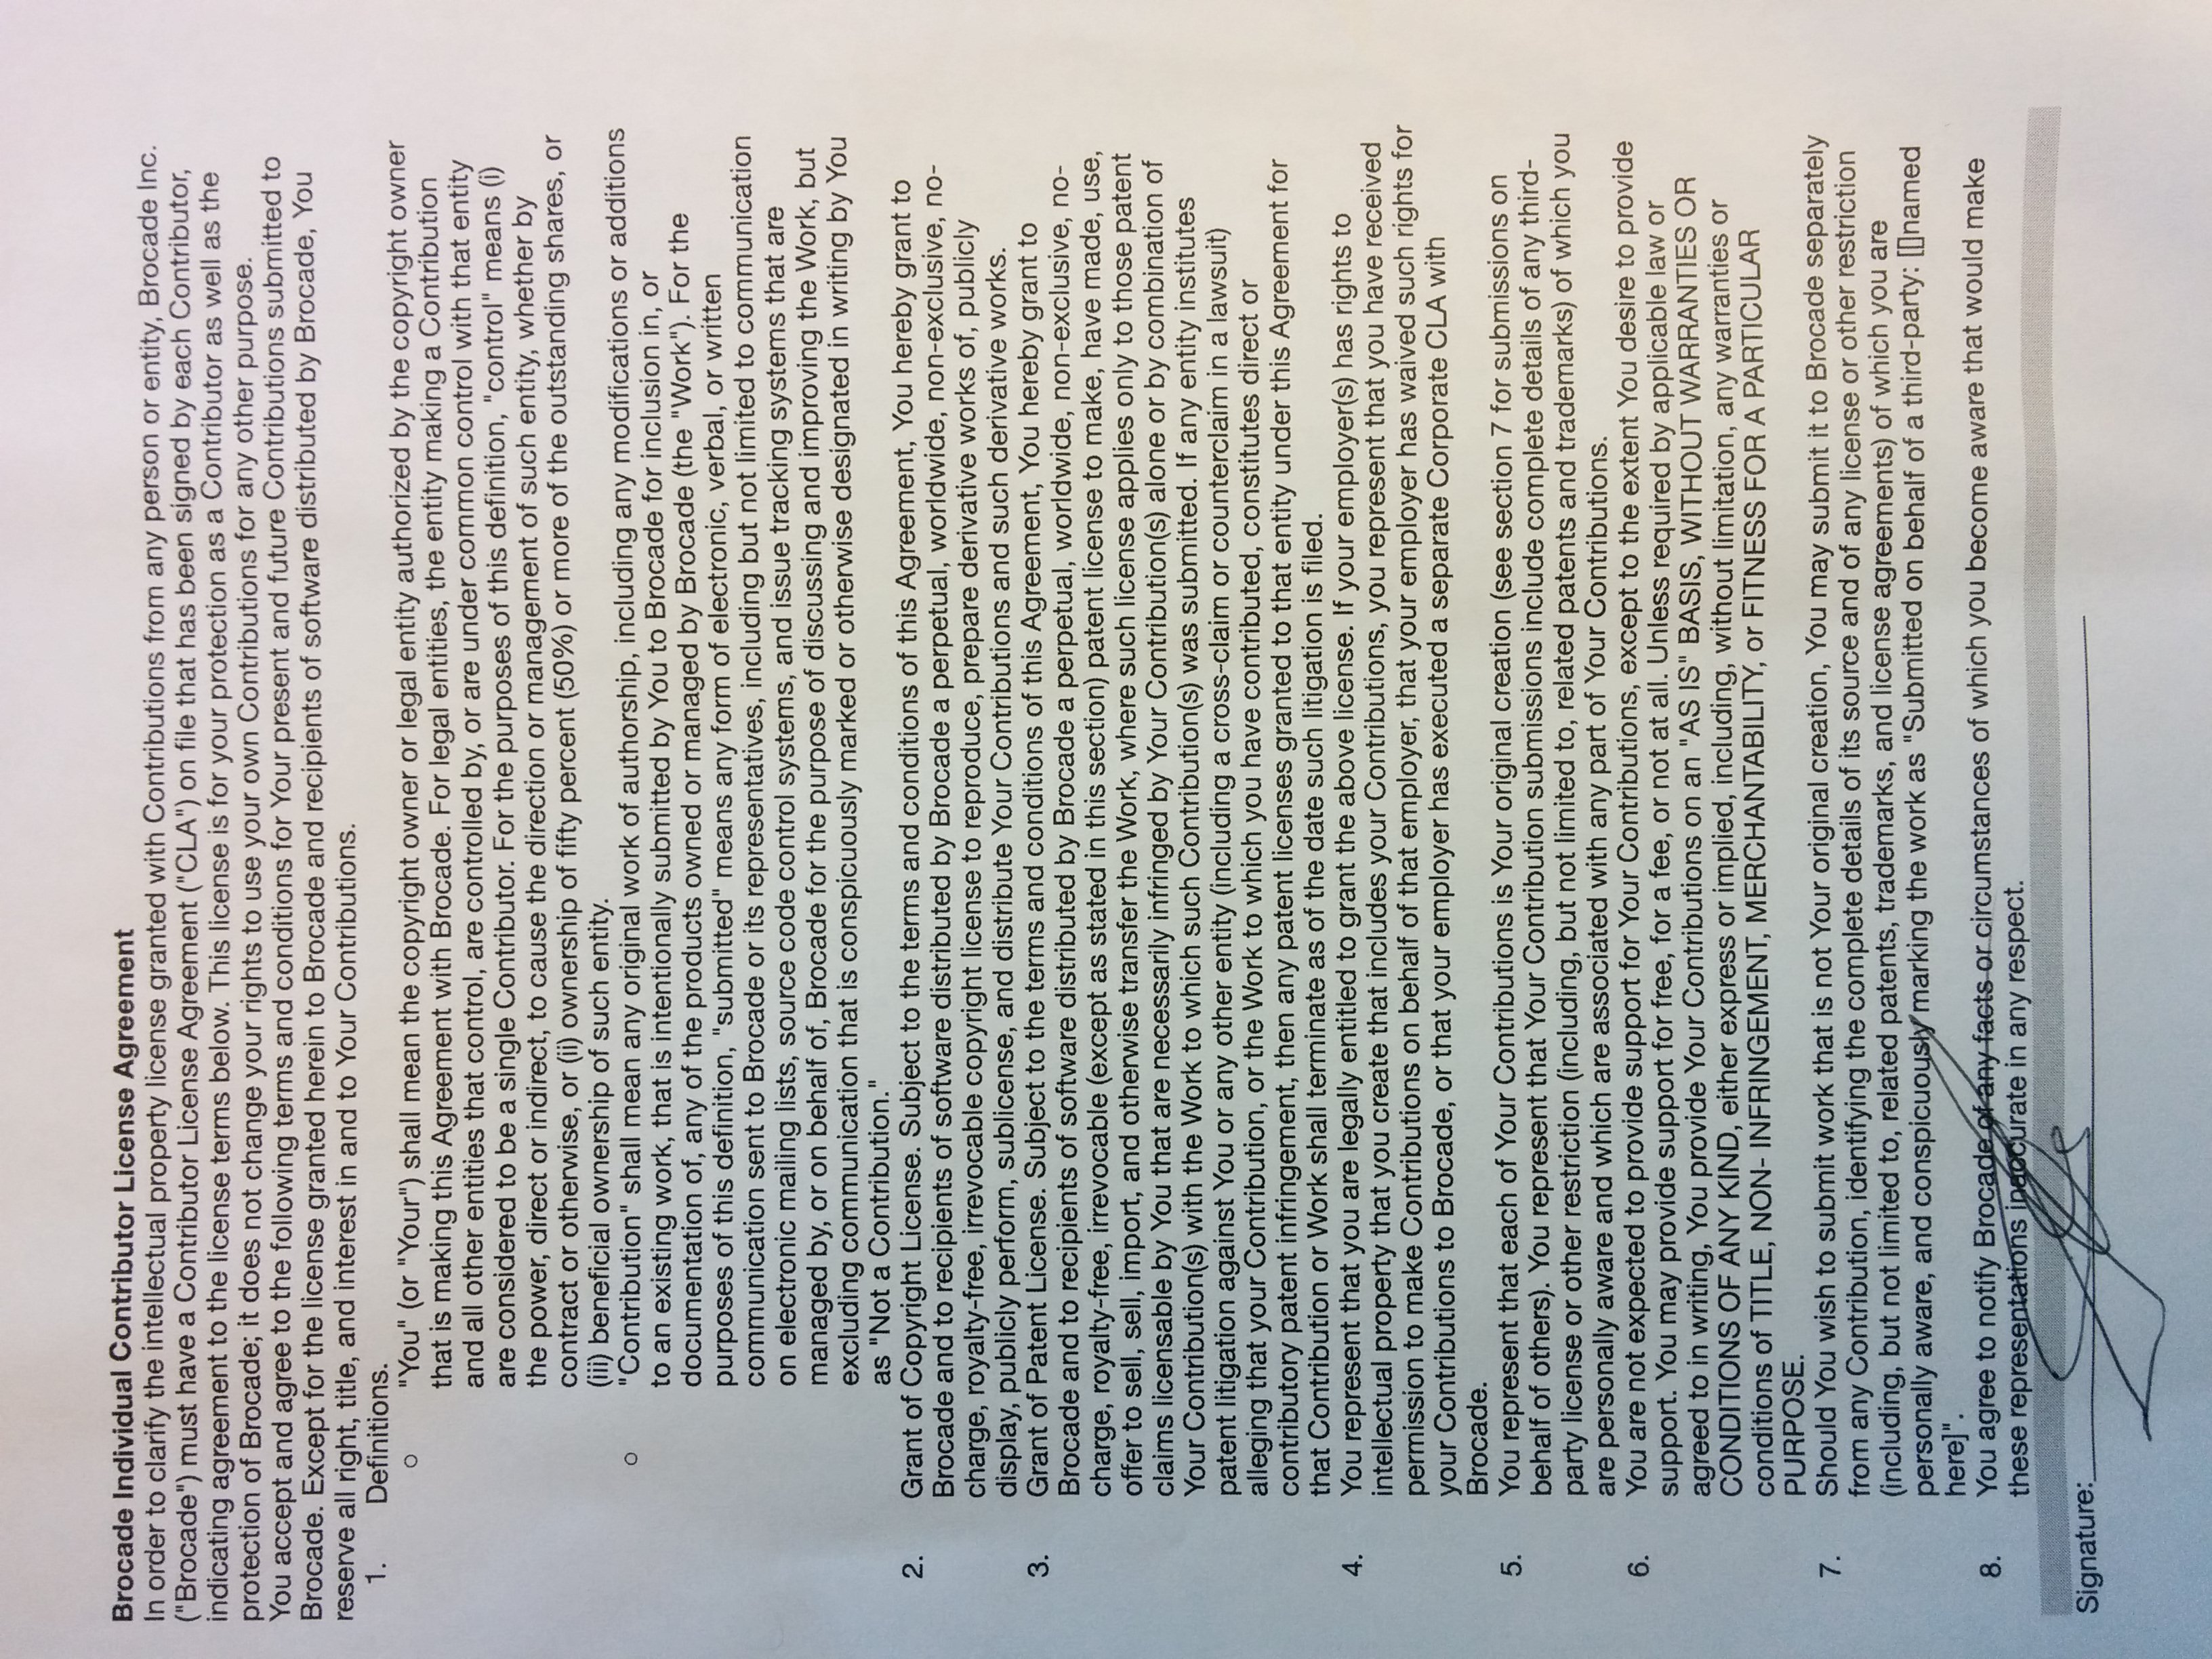 Brocade Individual Contributor License Agreement
In order to clarify the intellectual property license granted with Contributions from any person or entity, Brocade Inc.
("Brocade") must have a Contributor License Agreement ("CLA") on file that has been signed by each Contributor,
indicating agreement to the license terms below. This license is for your protection as a Contributor as well as the
protection of Brocade; it does not change your rights to use your own Contributions for any other purpose.
You accept and agree to the following terms and conditions for Your present and future Contributions submitted to
Brocade. Except for the license granted herein to Brocade and recipients of software distributed by Brocade, You
reserve all right, title, and interest in and to Your Contributions.
1. Definitions.
○ "You" (or "Your") shall mean the copyright owner or legal entity authorized by the copyright owner
that is making this Agreement with Brocade. For legal entities, the entity making a Contribution
and all other entities that control, are controlled by, or are under common control with that entity
are considered to be a single Contributor. For the purposes of this definition, "control" means (i)
the power, direct or indirect, to cause the direction or management of such entity, whether by
contract or otherwise, or (ii) ownership of fifty percent (50%) or more of the outstanding shares, or
(iii) beneficial ownership of such entity.
○ "Contribution" shall mean any original work of authorship, including any modifications or additions
to an existing work, that is intentionally submitted by You to Brocade for inclusion in, or
documentation of, any of the products owned or managed by Brocade (the "Work"). For the
purposes of this definition, "submitted" means any form of electronic, verbal, or written
communication sent to Brocade or its representatives, including but not limited to communication
on electronic mailing lists, source code control systems, and issue tracking systems that are
managed by, or on behalf of, Brocade for the purpose of discussing and improving the Work, but
excluding communication that is conspicuously marked or otherwise designated in writing by You
as "Not a Contribution."
2. Grant of Copyright License. Subject to the terms and conditions of this Agreement, You hereby grant to
Brocade and to recipients of software distributed by Brocade a perpetual, worldwide, non-exclusive, no-
charge, royalty-free, irrevocable copyright license to reproduce, prepare derivative works of, publicly
display, publicly perform, sublicense, and distribute Your Contributions and such derivative works.
3. Grant of Patent License. Subject to the terms and conditions of this Agreement, You hereby grant to
Brocade and to recipients of software distributed by Brocade a perpetual, worldwide, non-exclusive, no-
charge, royalty-free, irrevocable (except as stated in this section) patent license to make, have made, use,
offer to sell, sell, import, and otherwise transfer the Work, where such license applies only to those patent
claims licensable by You that are necessarily infringed by Your Contribution(s) alone or by combination of
Your Contribution(s) with the Work to which such Contribution(s) was submitted. If any entity institutes
patent litigation against You or any other entity (including a cross-claim or counterclaim in a lawsuit)
alleging that your Contribution, or the Work to which you have contributed, constitutes direct or
contributory patent infringement, then any patent licenses granted to that entity under this Agreement for
that Contribution or Work shall terminate as of the date such litigation is filed.
4. You represent that you are legally entitled to grant the above license. If your employer(s) has rights to
intellectual property that you create that includes your Contributions, you represent that you have received
permission to make Contributions on behalf of that employer, that your employer has waived such rights for
your Contributions to Brocade, or that your employer has executed a separate Corporate CLA with
Brocade.
5. You represent that each of Your Contributions is Your original creation (see section 7 for submissions on
behalf of others). You represent that Your Contribution submissions include complete details of any third-
party license or other restriction (including, but not limited to, related patents and trademarks) of which you
are personally aware and which are associated with any part of Your Contributions.
6. You are not expected to provide support for Your Contributions, except to the extent You desire to provide
support. You may provide support for free, for a fee, or not at all. Unless required by applicable law or
agreed to in writing, You provide Your Contributions on an "AS IS" BASIS, WITHOUT WARRANTIES OR
CONDITIONS OF ANY KIND, either express or implied, including, without limitation, any warranties or
conditions of TITLE, NON- INFRINGEMENT, MERCHANTABILITY, or FITNESS FOR A PARTICULAR
PURPOSE.
7. Should You wish to submit work that is not Your original creation, You may submit it to Brocade separately
from any Contribution, identifying the complete details of its source and of any license or other restriction
(including, but not limited to, related patents, trademarks, and license agreements) of which you are
personally aware, and conspicuously marking the work as "Submitted on behalf of a third-party: [[]named
here]".
8. You agree to notify Brocade of any facts or circumstances of which you become aware that would make
these representations inaccurate in any respect.
Signature: